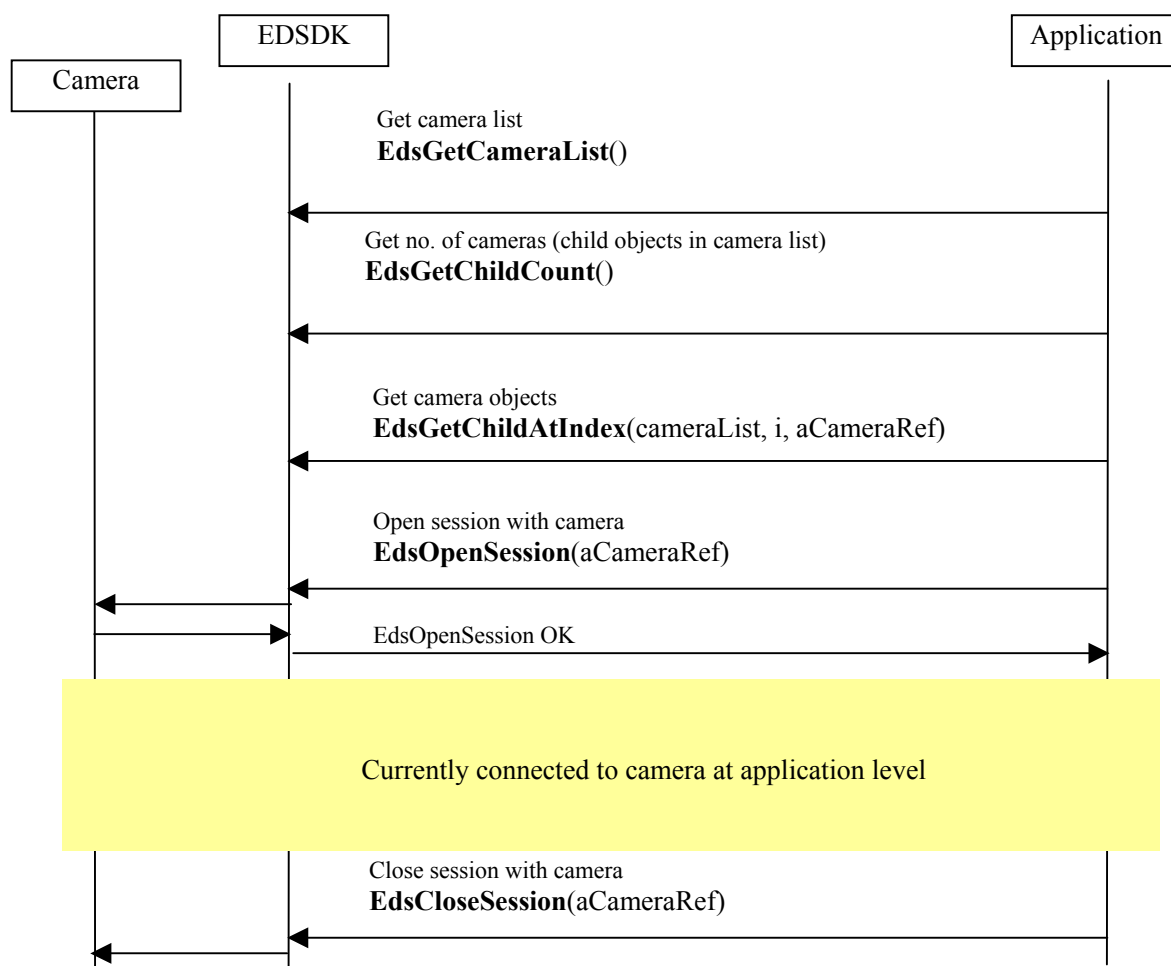 EDSDK
Application
Camera
Get camera list
EdsGetCameraList()
Get no. of cameras (child objects in camera list)
EdsGetChildCount()
Get camera objects
EdsGetChildAtIndex(cameraList, i, aCameraRef)
Open session with camera
EdsOpenSession(aCameraRef)
EdsOpenSession OK
Currently connected to camera at application level
Close session with camera
EdsCloseSession(aCameraRef)